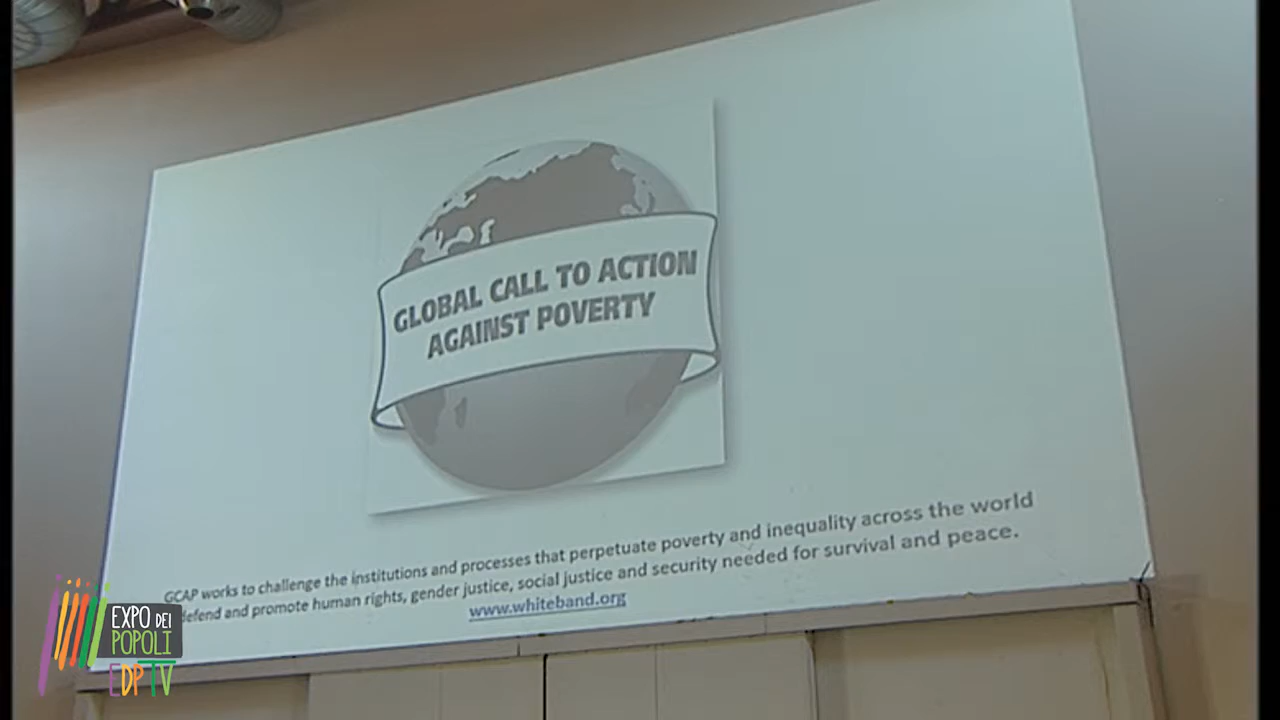 GLOBAL CALL TO ACTION
AGAINST POVERTY
GCAP works to challenge the institutions and processes that perpetuate poverty and inequality across the world
defend and promote human rights, gender justice, social justice and security needed for survival and peace.
www.whiteband.org
EXPO DEI
POPOLI
EDPTV